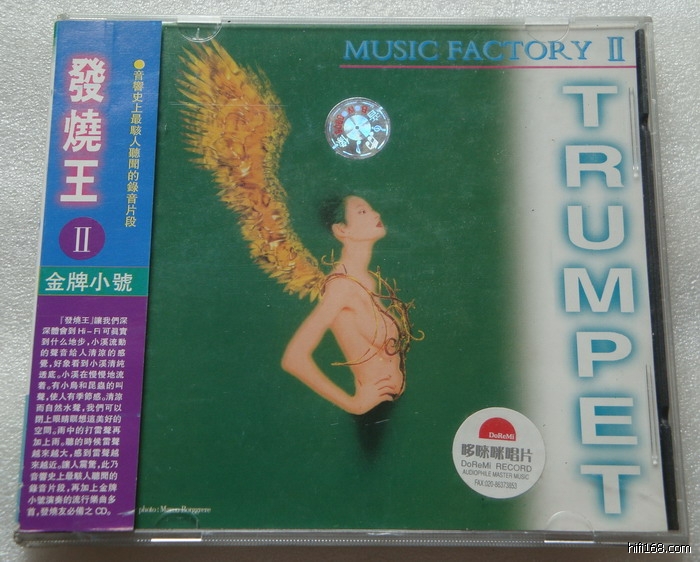 發燒王
II
●音響史上最駭人聽聞的錄音片段
金牌小號
「發燒王」讓我們深
深體會到Hi-Fi可真實
到什么地步,小溪流動
的聲音給人清涼的感
覺,好象看到小溪清純
透底。小溪在慢慢地流
着。有小鳥和昆蟲的叫
聲,使人有季節感。清涼
而自然水聲,我們可以
閉上眼睛瞑想這美好的
空間。雨中的打雷聲再
加上雨。聽的時候雷聲
越來越大,感到雷聲越
來越近。讓人震驚,此乃
音響史上最駭人聽聞的
錄音片段,再加上金牌
小號演奏的流行樂曲多
首,發燒友必備之CD。
MUSIC FACTORY II
TRUMPET
DoReMi
哆唻咪唱片
DoReMi RECORD
AUDIOPHILE MASTER MUSIC
FAX:020-86373653
photo : Marco Borggreve
hifi168.com